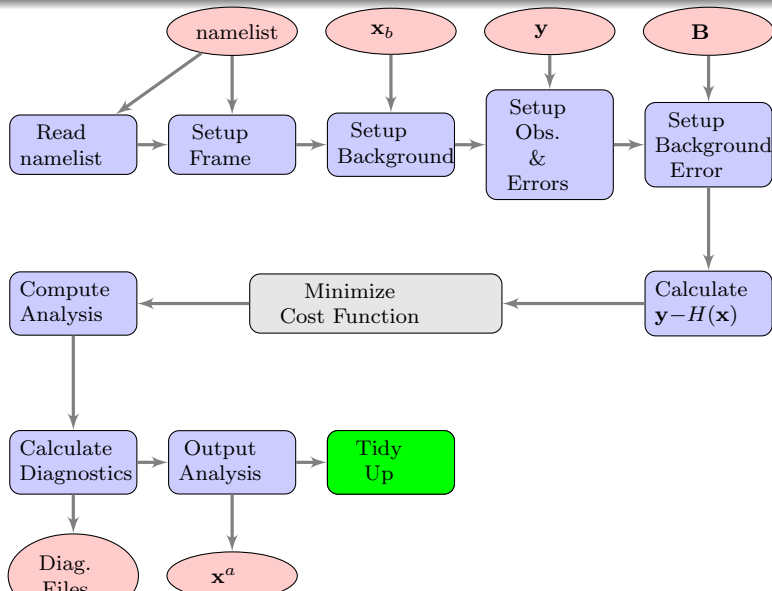 namelist
x_b
y
B
Read
namelist
Setup
Frame
Setup
Background
Setup
Obs.
&
Errors
Setup
Background
Error
Compute
Analysis
Minimize
Cost Function
Calculate
y−H(x)
Calculate
Diagnostics
Output
Analysis
Tidy
Up
Diag.
Files
x^a